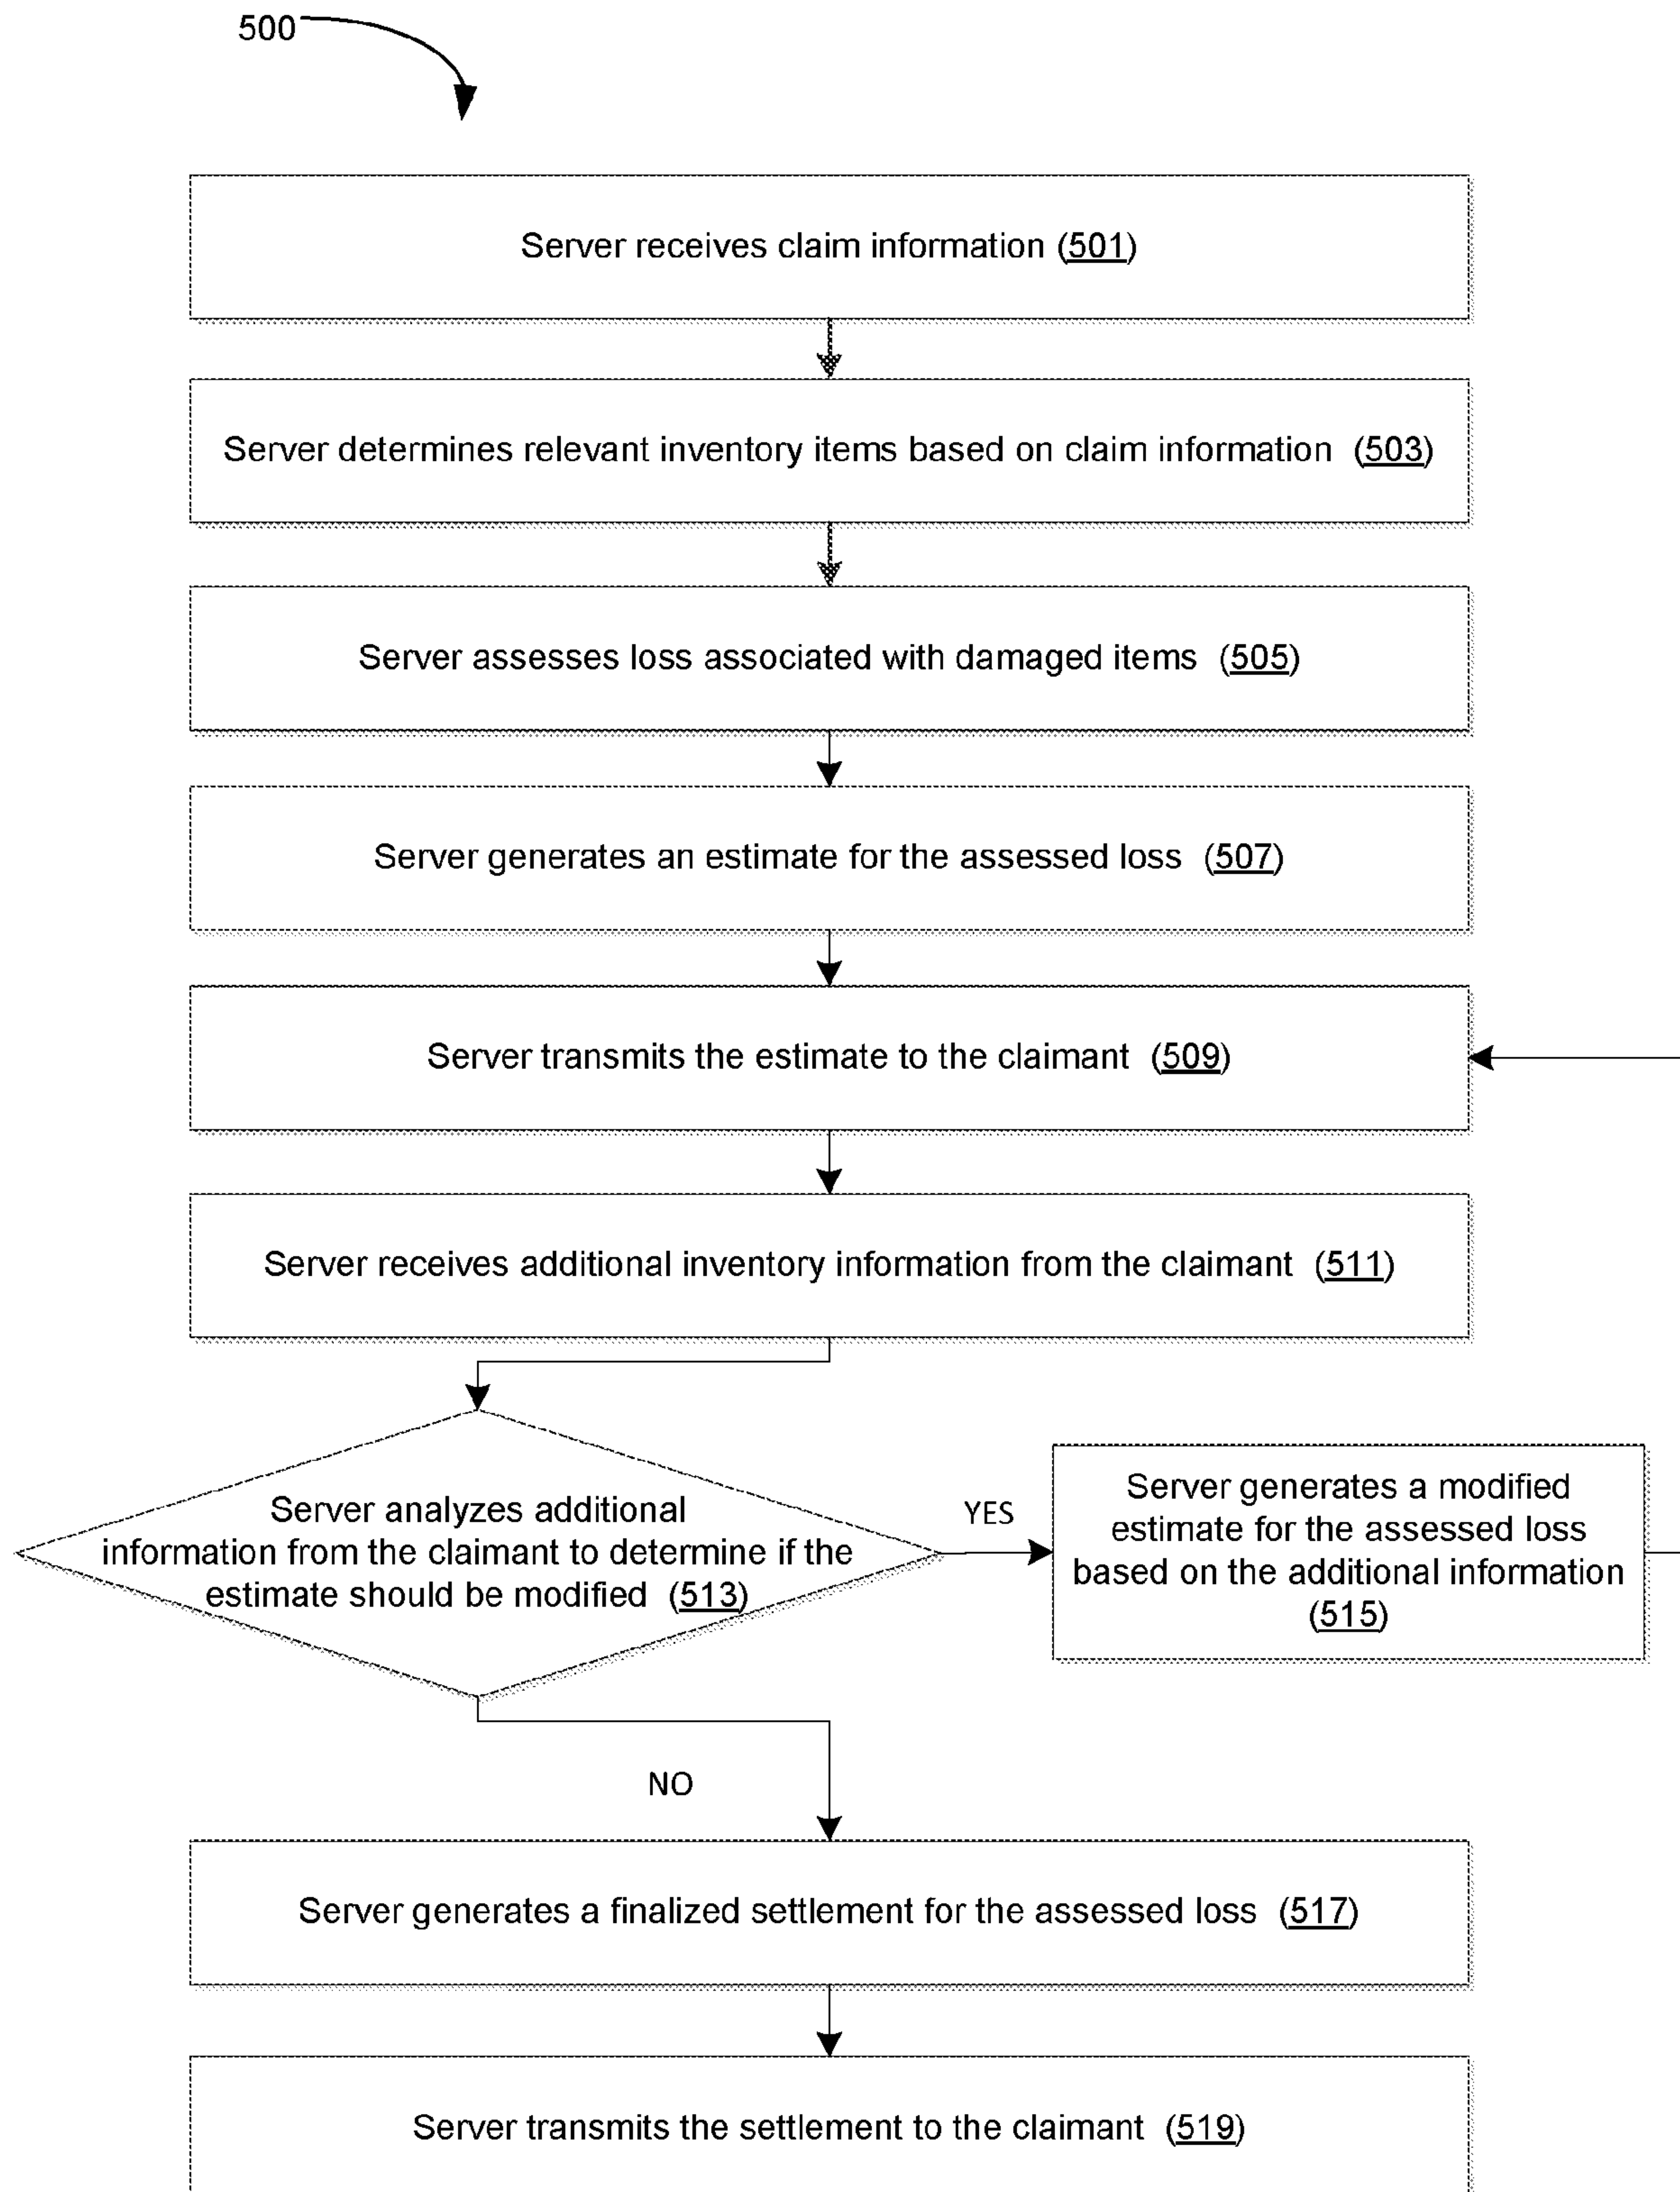 500
Server receives claim information (501)
Server determines relevant inventory items based on claim information (503)
Server assesses loss associated with damaged items (505)
Server generates an estimate for the assessed loss (507)
Server transmits the estimate to the claimant (509)
Server receives additional inventory information from the claimant (511)
Server analyzes additional
information from the claimant to determine if the
estimate should be modified (513)
YES
Server generates a modified
estimate for the assessed loss
based on the additional information
(515)
NO
Server generates a finalized settlement for the assessed loss (517)
Server transmits the settlement to the claimant (519)